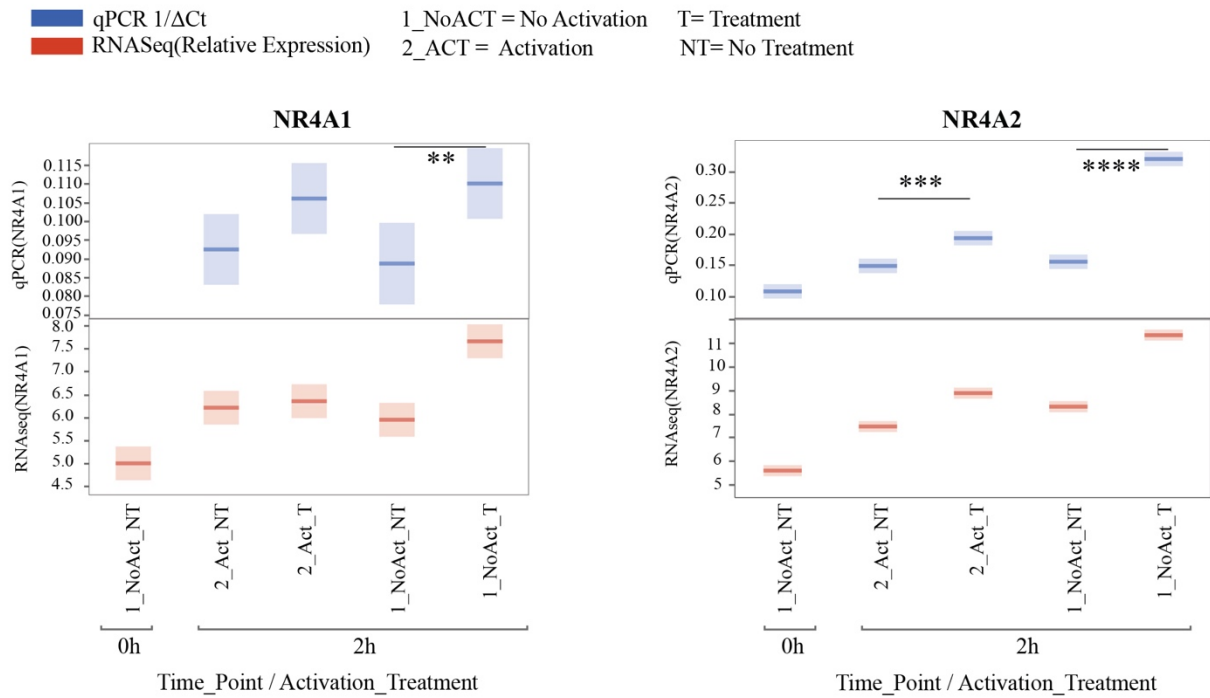 qPCR 1/ΔCt 1_NoACT = No Activation T= Treatment
RNASeq(Relative Expression) 2_ACT = Activation NT= No Treatment
NR4A1
qPCR(NR4A1)
0.115
0.110
0.105
0.100
0.095
0.090
0.085
0.080
0.075
**
RNAseq(NR4A1)
8.0
7.5
7.0
6.5
6.0
5.5
5.0
4.5
1_NoAct_NT
2_Act_NT
2_Act_T
1_NoAct_NT
1_NoAct_T
0h 2h
Time_Point / Activation_Treatment
NR4A2
qPCR(NR4A2)
0.30
0.20
0.15
0.10
***
****
RNAseq(NR4A2)
11
10
9
8
7
6
5
1_NoAct_NT
2_Act_NT
2_Act_T
1_NoAct_NT
1_NoAct_T
0h 2h
Time_Point / Activation_Treatment